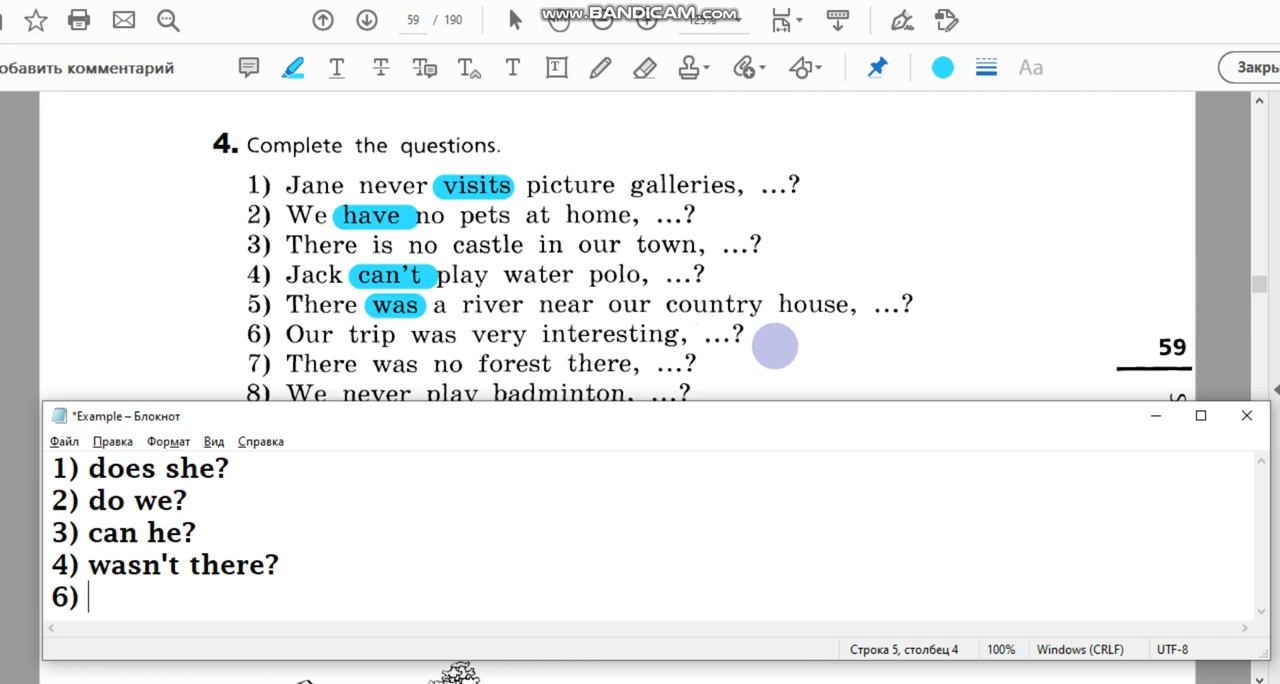 www.BANDICAM.com
59 / 190
обавить комментарий
Aa
Закры
4. Complete the questions.
1) Jane never visits picture galleries, ...?
2) We have no pets at home, ...?
3) There is no castle in our town, ...?
4) Jack can't play water polo, ...?
5) There was a river near our country house, ...?
6) Our trip was very interesting, ...?
7) There was no forest there, ...?
8) We never play badminton, ...?
59
*Example – Блокнот
Файл Правка Формат Вид Справка
1) does she?
2) do we?
3) can he?
4) wasn't there?
6)
Строка 5, столбец 4 100% Windows (CRLF) UTF-8